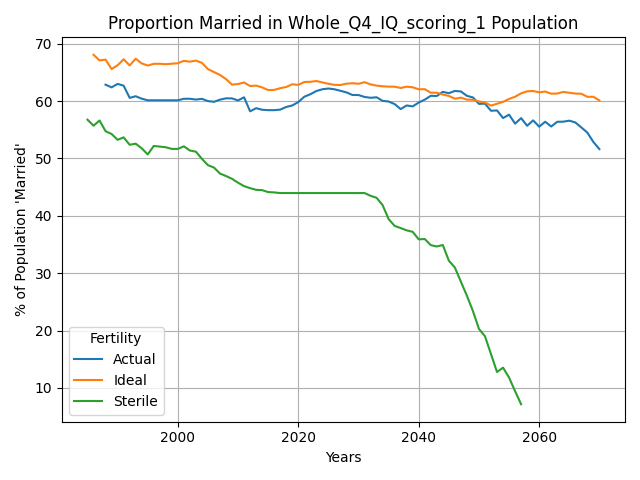 Proportion Married in Whole_Q4_IQ_scoring_1 Population
% of Population 'Married'
70
60
50
40
30
20
10
Fertility
Actual
Ideal
Sterile
2000
2020
2040
2060
Years